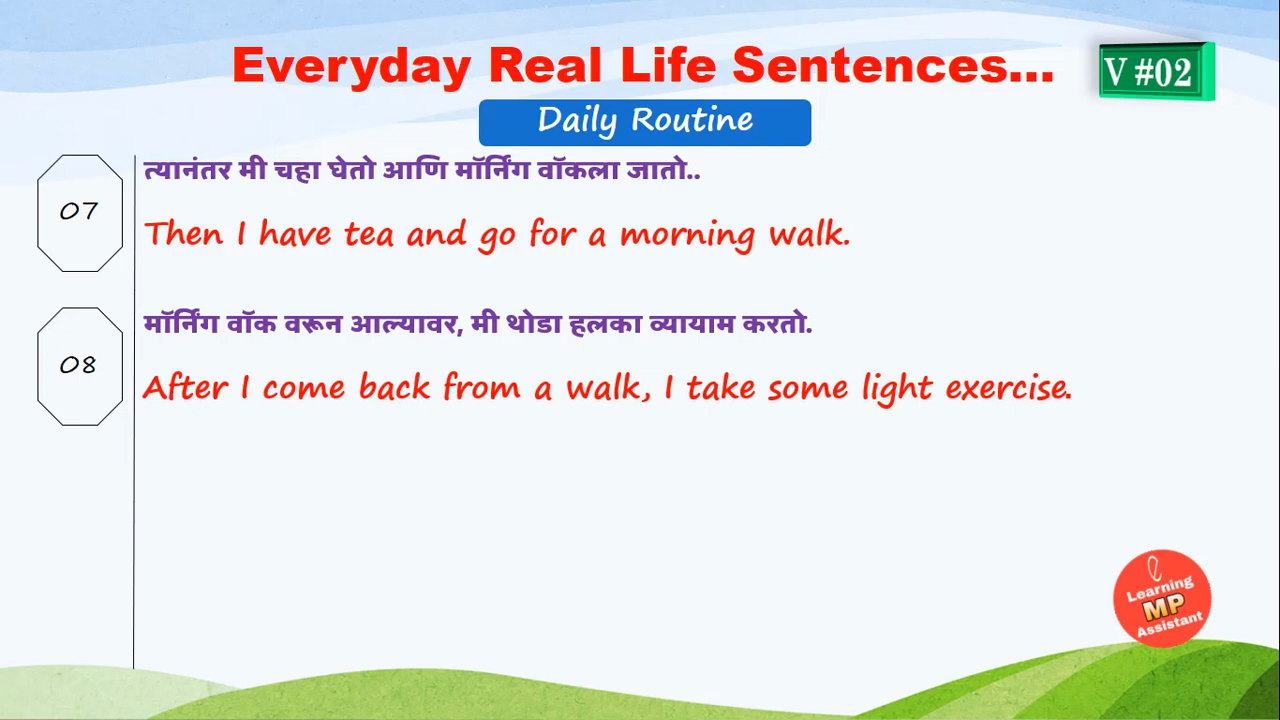 Everyday Real Life Sentences...
V #02
Daily Routine
07
त्यानंतर मी चहा घेतो आणि मॉर्निंग वॉकला जातो..
Then I have tea and go for a morning walk.
08
मॉर्निंग वॉक वरून आल्यावर, मी थोडा हलका व्यायाम करतो.
After I come back from a walk, I take some light exercise.
Learning
MP
Assistant